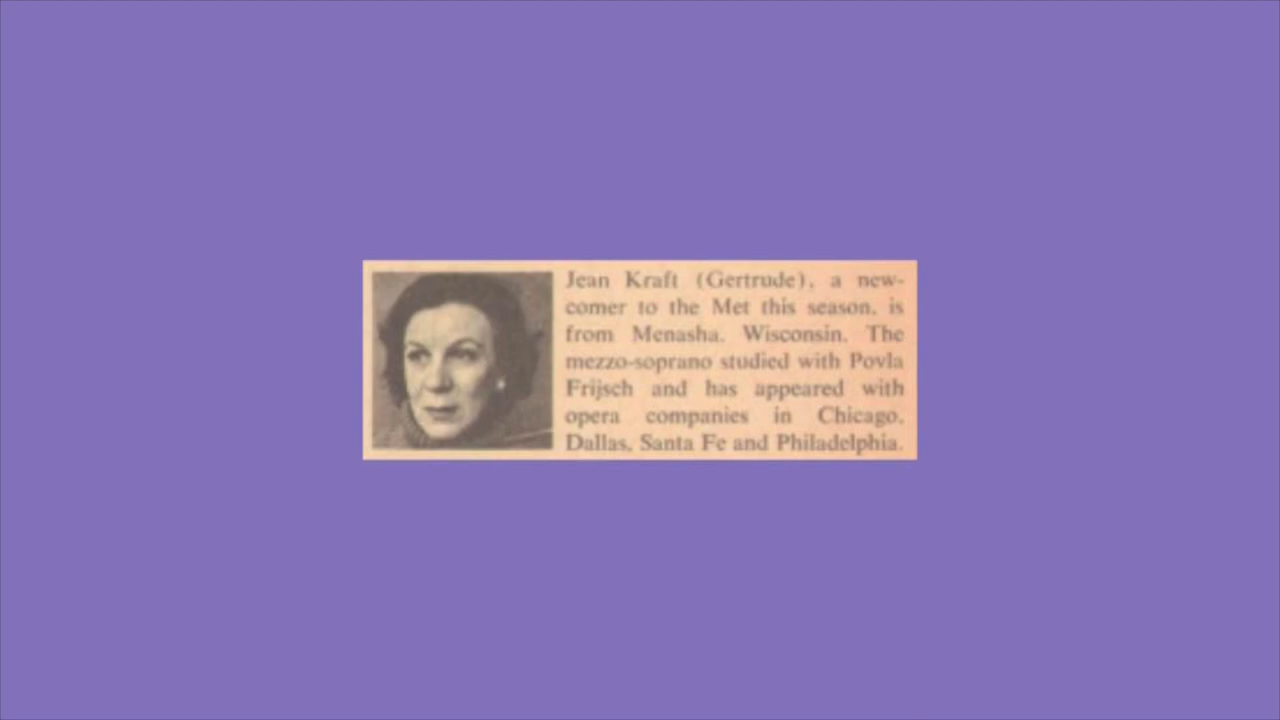 Jean Kraft (Gertrude), a new-
comer to the Met this season, is
from Menasha, Wisconsin. The
mezzo-soprano studied with Povla
Frijsch and has appeared with
opera companies in Chicago,
Dallas, Santa Fe and Philadelphia.